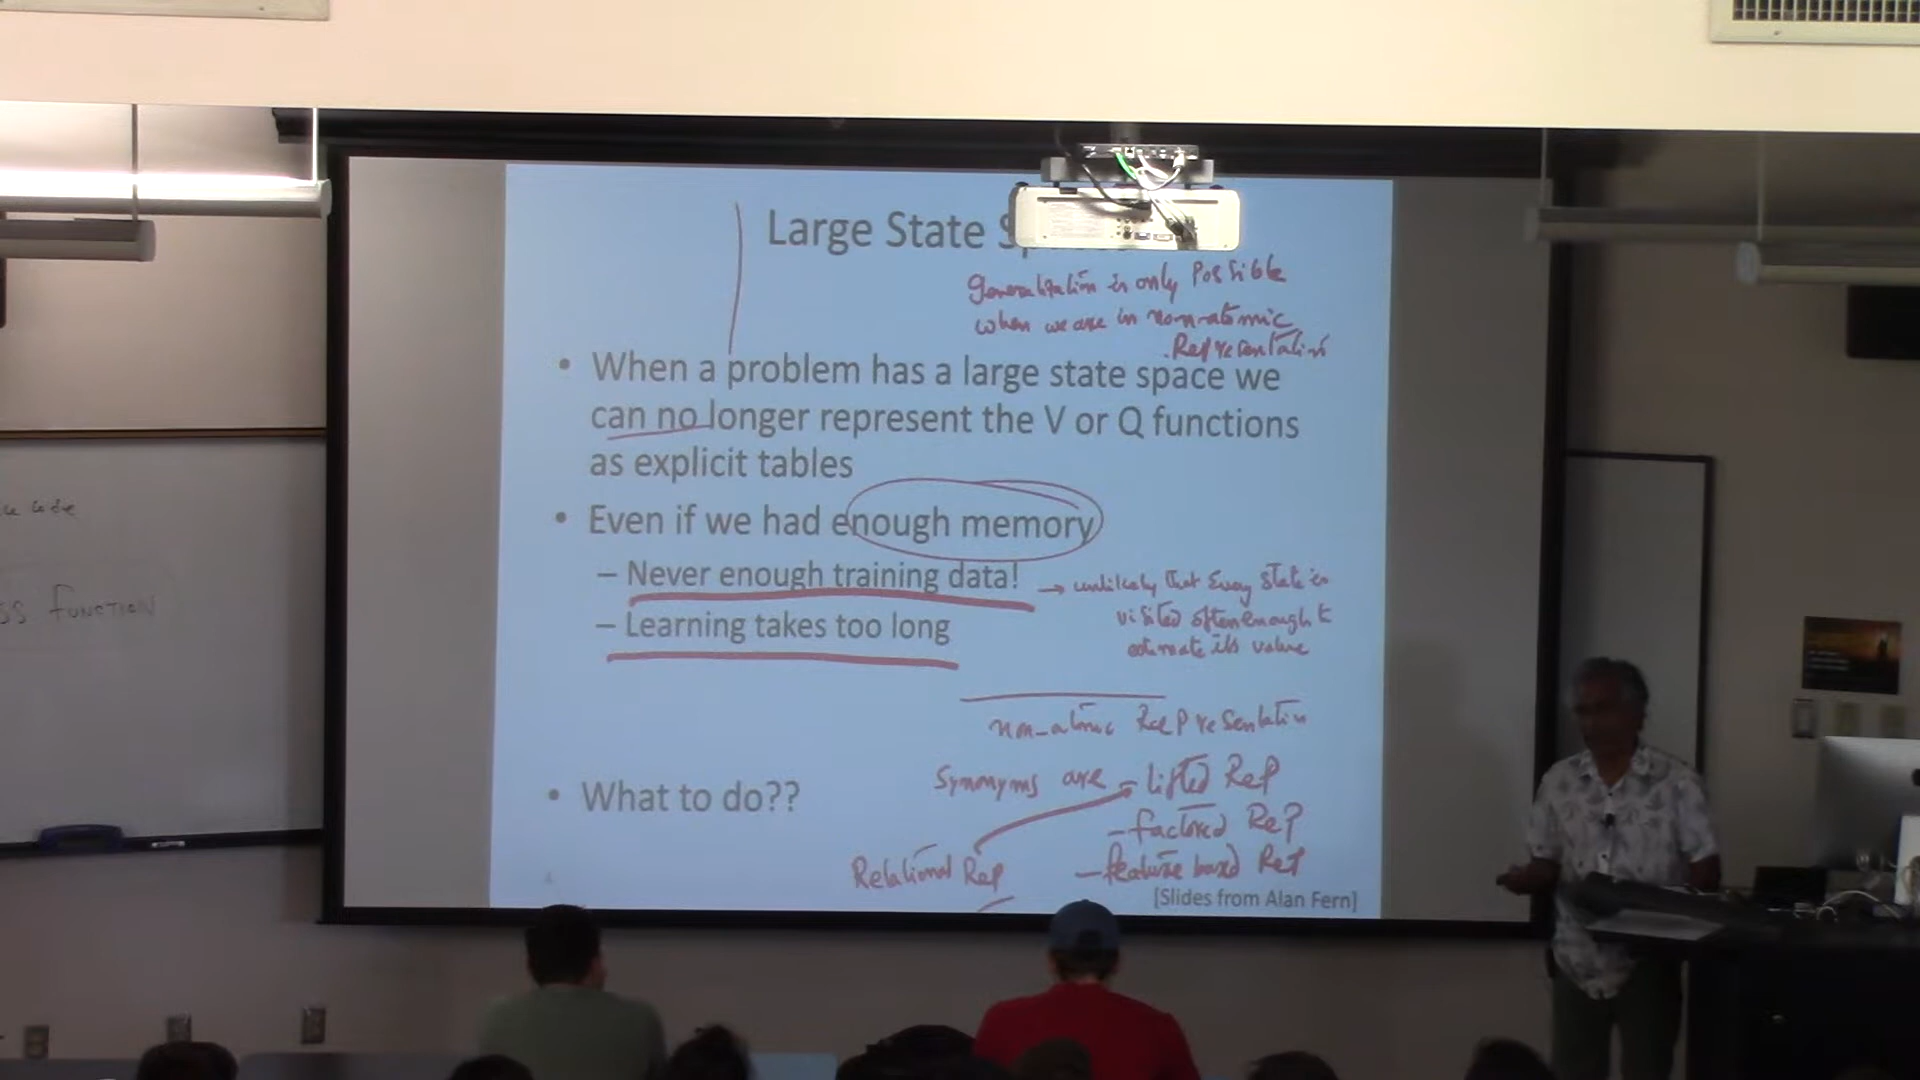 Large State S
Generalization is only possible
when we are in non-atomic
Representation
• When a problem has a large state space we
can no longer represent the V or Q functions
as explicit tables
• Even if we had enough memory
– Never enough training data!
→ unlikely that Every state is
visited often enough to
estimate its value
– Learning takes too long
non-atomic Representation
Synonyms are – lifted Rep
• What to do??
– factored Rep
Relational Rep
– feature based Rep
[Slides from Alan Fern]
FUNCTION